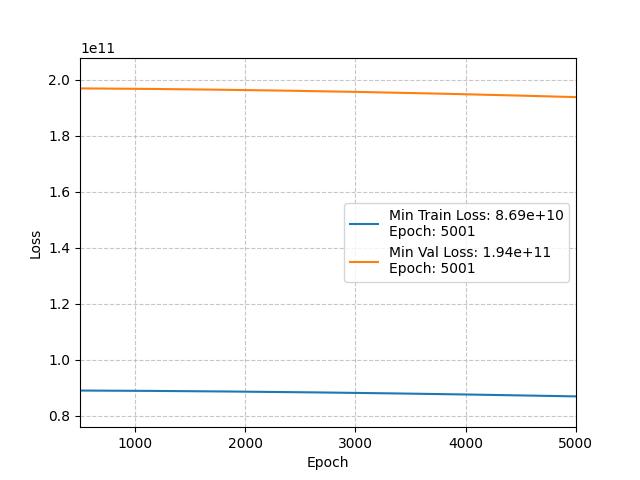 1e11
2.0
1.8
1.6
1.4
1.2
1.0
0.8
Loss
Min Train Loss: 8.69e+10
Epoch: 5001
Min Val Loss: 1.94e+11
Epoch: 5001
1000
2000
3000
4000
5000
Epoch